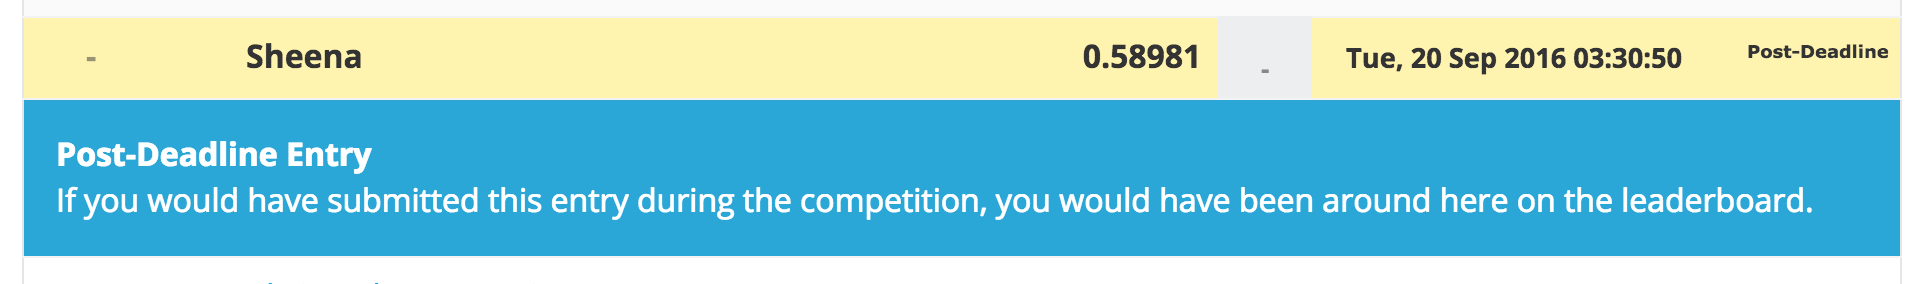 - Sheena 0.58981 - Tue, 20 Sep 2016 03:30:50 Post-Deadline
Post-Deadline Entry
If you would have submitted this entry during the competition, you would have been around here on the leaderboard.